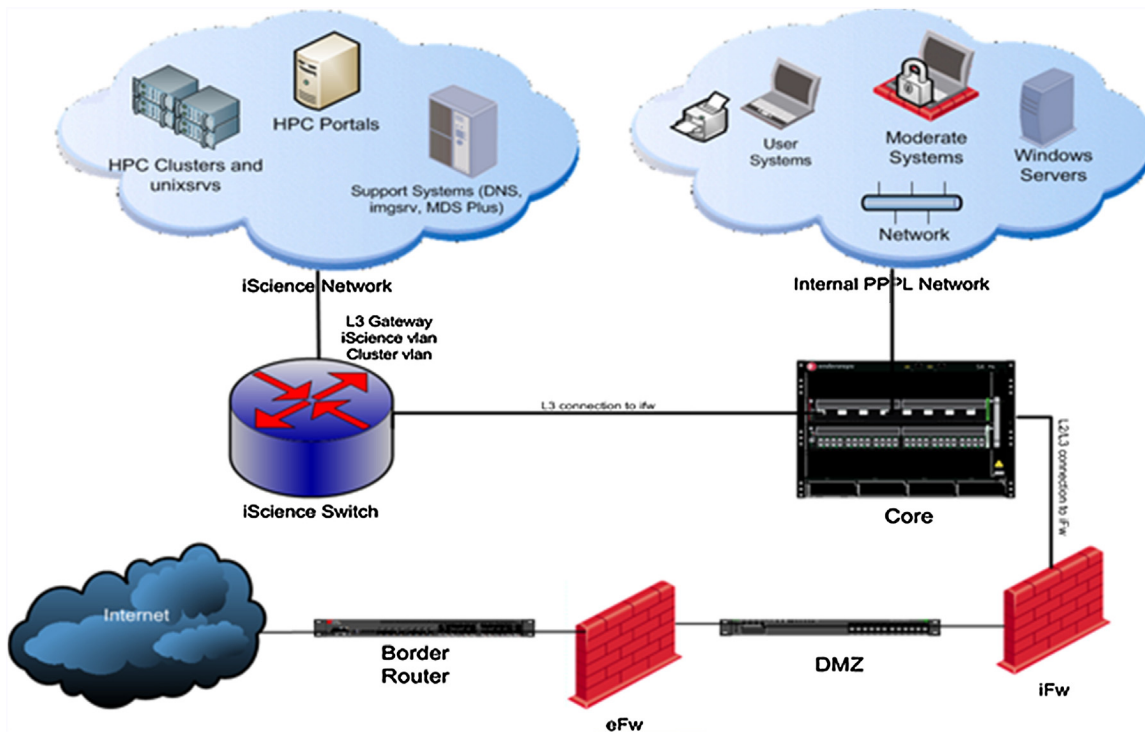 HPC Portals
HPC Clusters and
unixsrvs
Support Systems (DNS,
imgsrv, MDS Plus)
User
Systems
Moderate
Systems
Windows
Servers
Network
iScience Network
Internal PPPL Network
L3 Gateway
iScience vlan
Cluster vlan
L3 connection to ifw
L2/L3 connection to iFw
iScience Switch
Core
Internet
Border
Router
eFw
DMZ
iFw